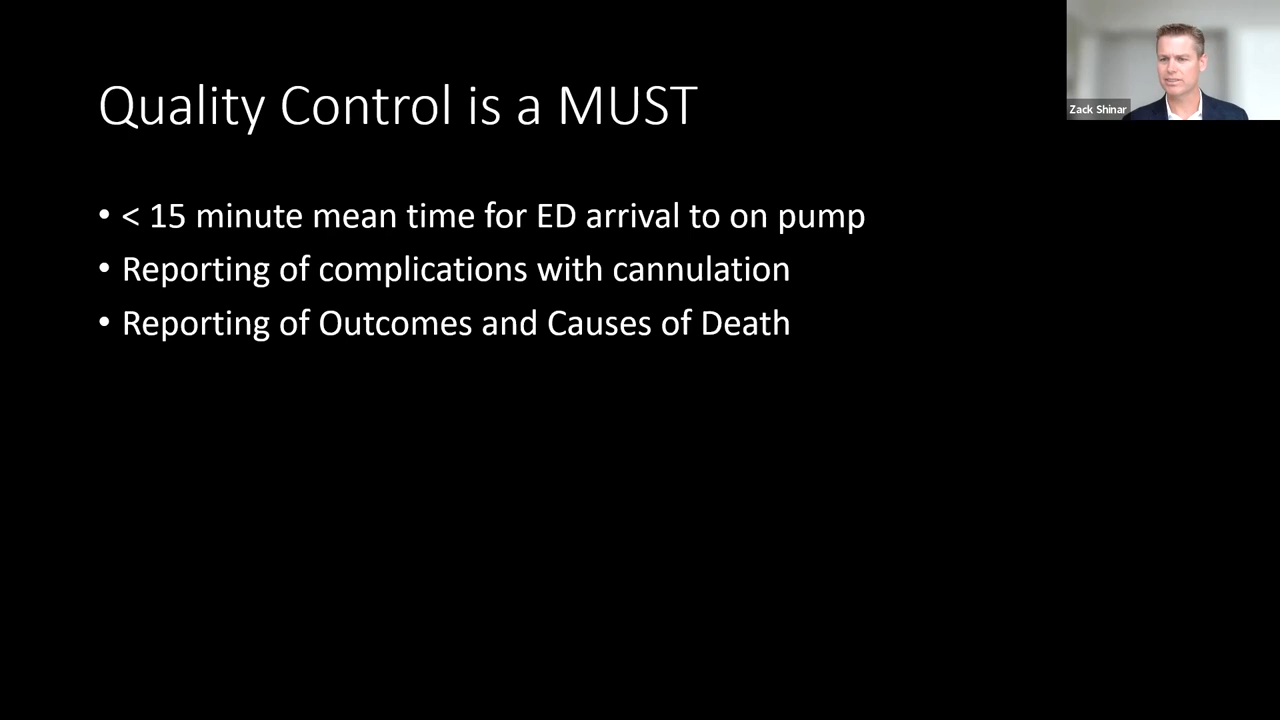 Zack Shinar
Quality Control is a MUST
• < 15 minute mean time for ED arrival to on pump
• Reporting of complications with cannulation
• Reporting of Outcomes and Causes of Death